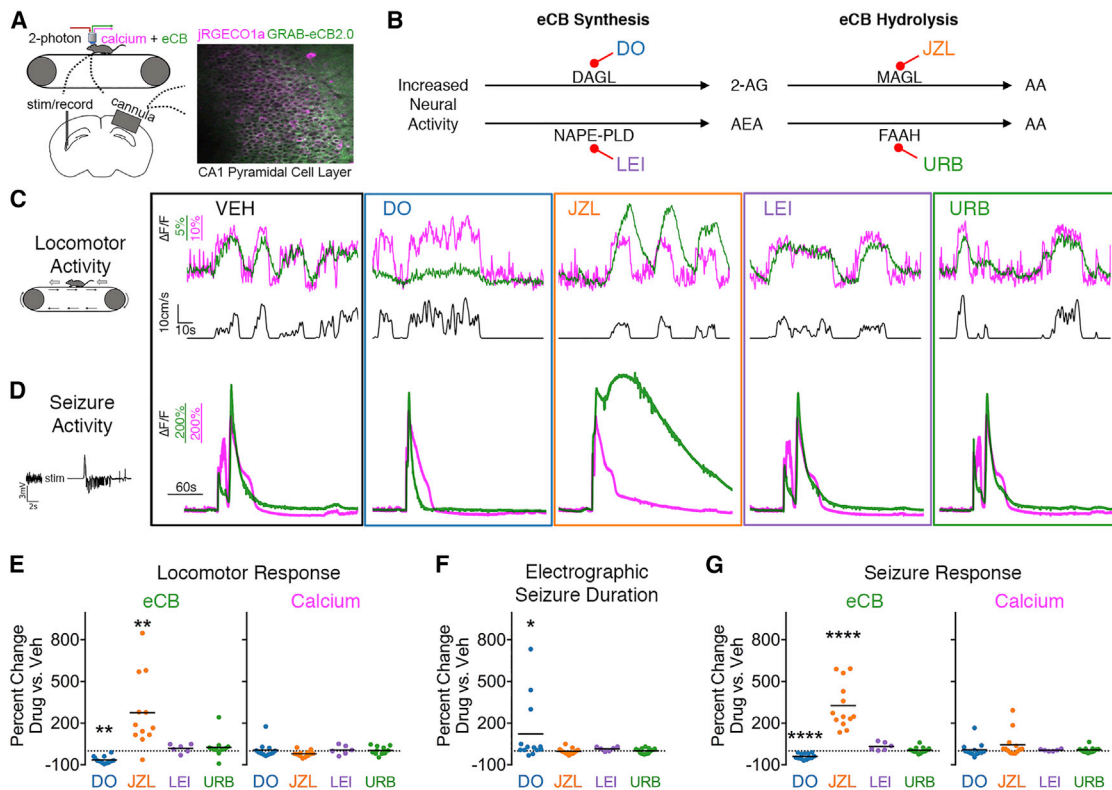 A
2-photon
calcium + eCB
stim/record
cannula
jRGECO1a GRAB-eCB2.0
CA1 Pyramidal Cell Layer
B
eCB Synthesis
eCB Hydrolysis
DO
JZL
Increased
Neural
Activity
DAGL
2-AG
MAGL
AA
NAPE-PLD
AEA
FAAH
AA
LEI
URB
C
Locomotor
Activity
VEH
DO
JZL
LEI
URB
ΔF/F
5%
10%
10cm/s
10s
D
Seizure
Activity
stim
3mV
2s
ΔF/F
200%
200%
60s
E
Locomotor Response
eCB
Calcium
Percent Change
Drug vs. Veh
800
500
200
-100
**
**
DO JZL LEI URB
DO JZL LEI URB
F
Electrographic
Seizure Duration
Percent Change
Drug vs. Veh
800
500
200
-100
*
DO JZL LEI URB
G
Seizure Response
eCB
Calcium
Percent Change
Drug vs. Veh
800
500
200
-100
****
****
DO JZL LEI URB
DO JZL LEI URB